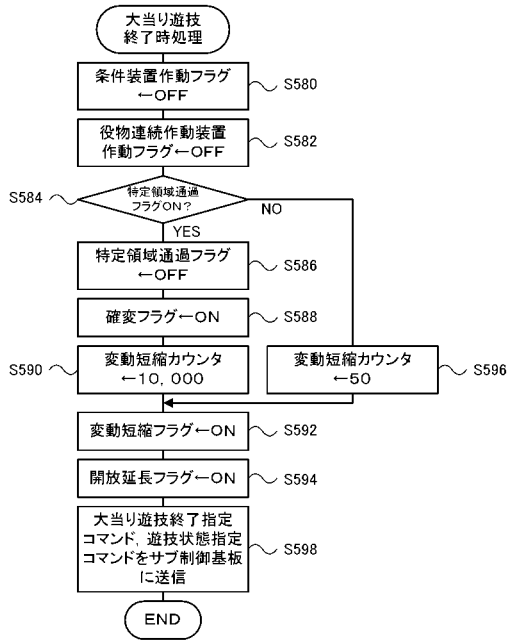 大当り遊技
終了時処理
条件装置作動フラグ
←OFF
S580
役物連続作動装置
作動フラグ←OFF
S582
S584
特定領域通過
フラグON?
NO
YES
特定領域通過フラグ
←OFF
S586
確変フラグ←ON
S588
S590
変動短縮カウンタ
←10,000
変動短縮カウンタ
←50
S596
変動短縮フラグ←ON
S592
開放延長フラグ←ON
S594
大当り遊技終了指定
コマンド,遊技状態指定
コマンドをサブ制御基板
に送信
S598
END